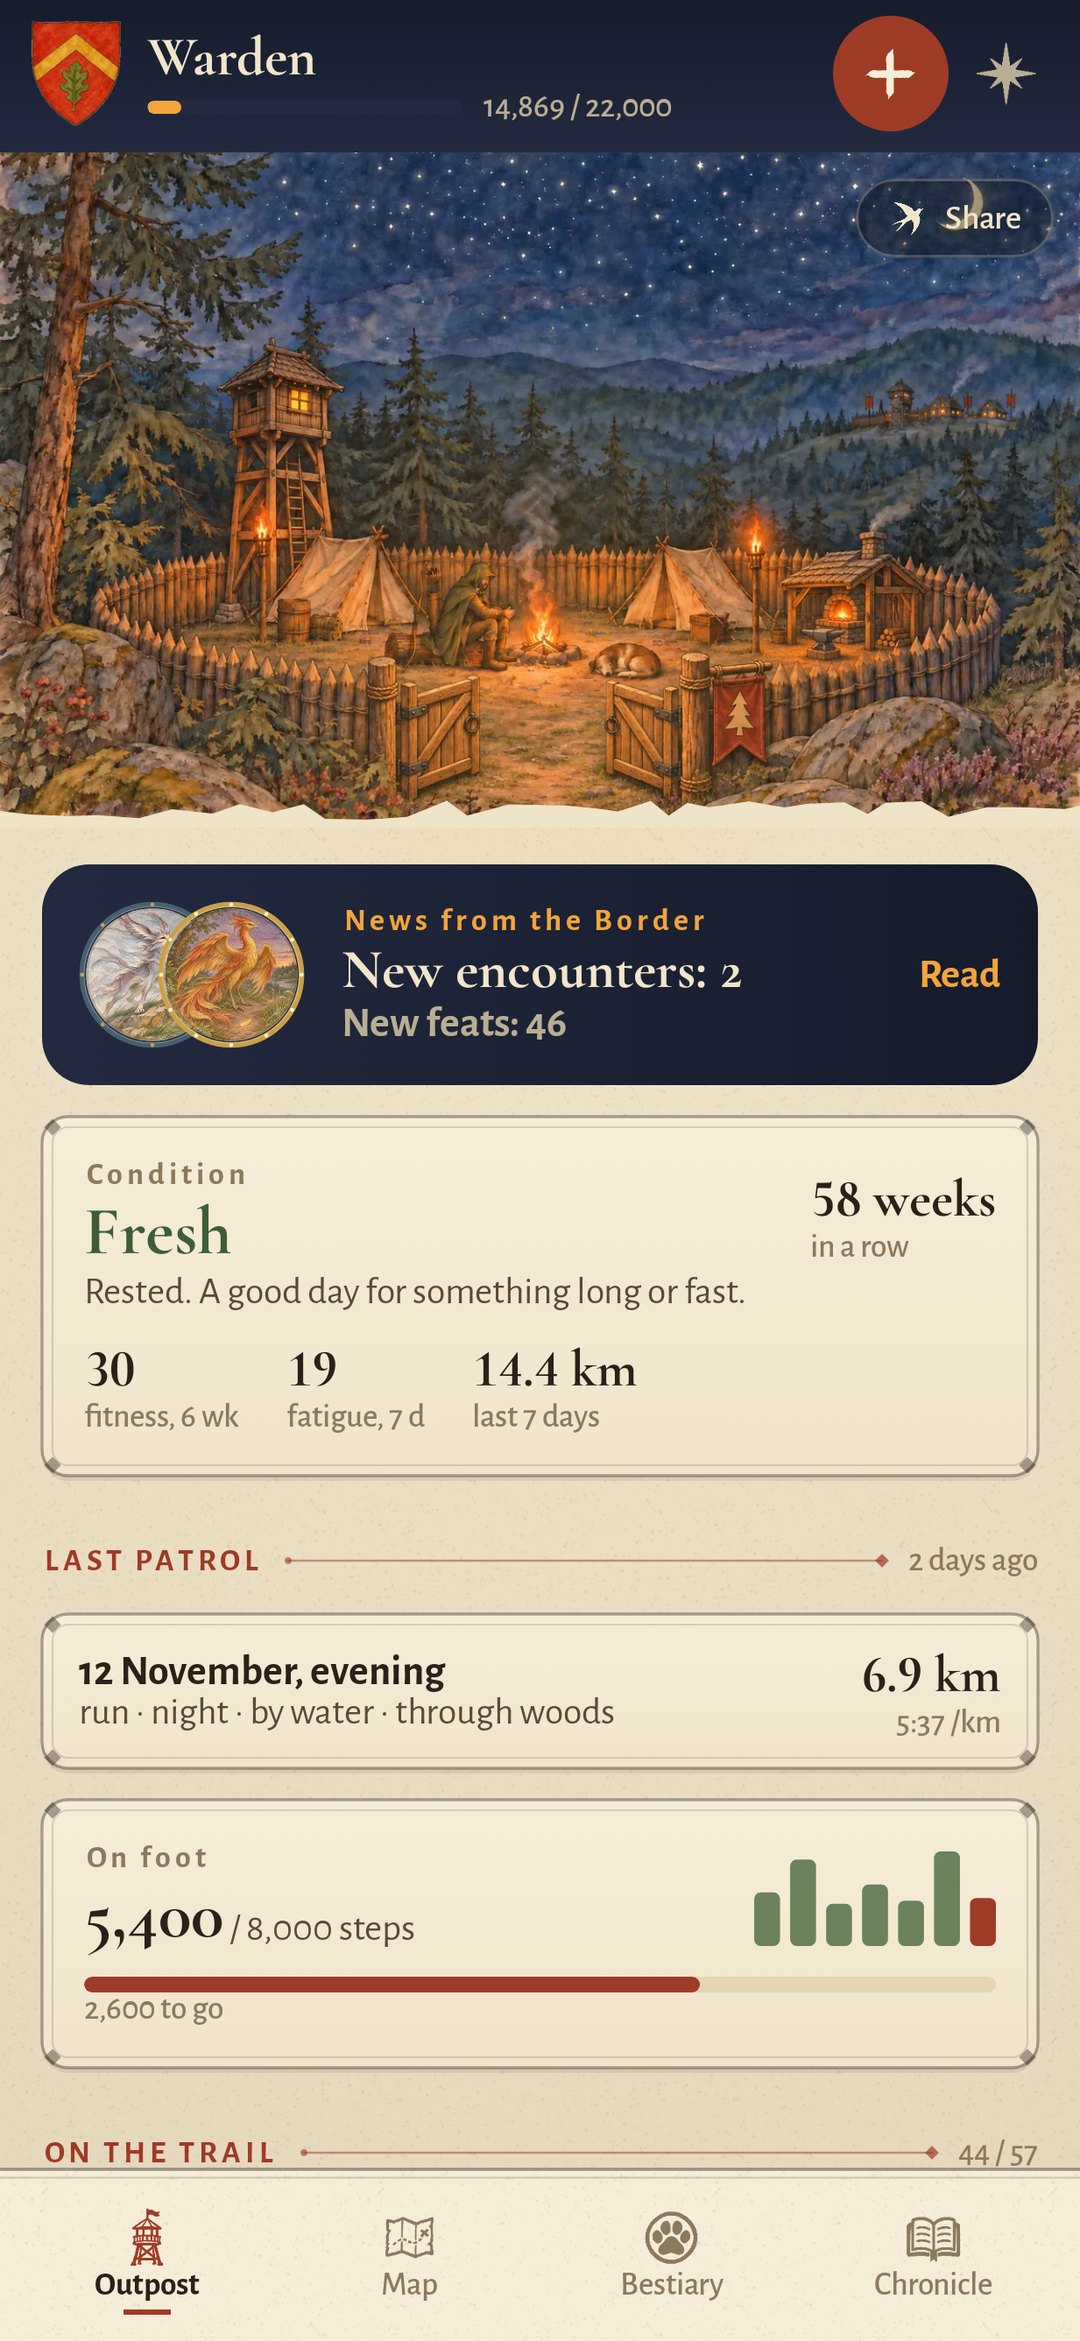 Warden
14,869 / 22,000
Share
News from the Border
New encounters: 2
New feats: 46
Read
Condition
Fresh
58 weeks
in a row
Rested. A good day for something long or fast.
30
19
14.4 km
fitness, 6 wk
fatigue, 7 d
last 7 days
LAST PATROL
2 days ago
12 November, evening
6.9 km
run · night · by water · through woods
5:37 /km
On foot
5,400 / 8,000 steps
2,600 to go
ON THE TRAIL
44 / 57
Outpost
Map
Bestiary
Chronicle